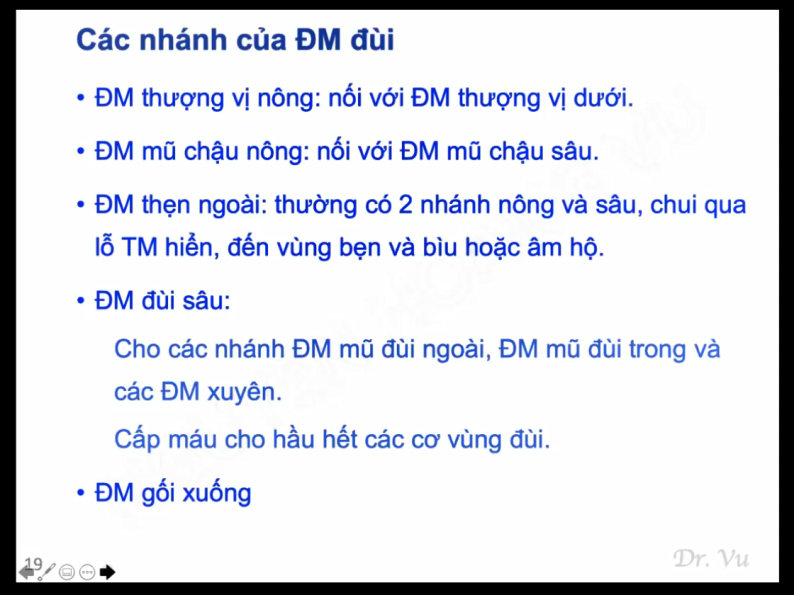 Các nhánh của ĐM đùi
• ĐM thượng vị nông: nối với ĐM thượng vị dưới.
• ĐM mũ chậu nông: nối với ĐM mũ chậu sâu.
• ĐM thẹn ngoài: thường có 2 nhánh nông và sâu, chui qua
lỗ TM hiển, đến vùng bẹn và bìu hoặc âm hộ.
• ĐM đùi sâu:
Cho các nhánh ĐM mũ đùi ngoài, ĐM mũ đùi trong và
các ĐM xuyên.
Cấp máu cho hầu hết các cơ vùng đùi.
• ĐM gối xuống
19
Dr. Vu